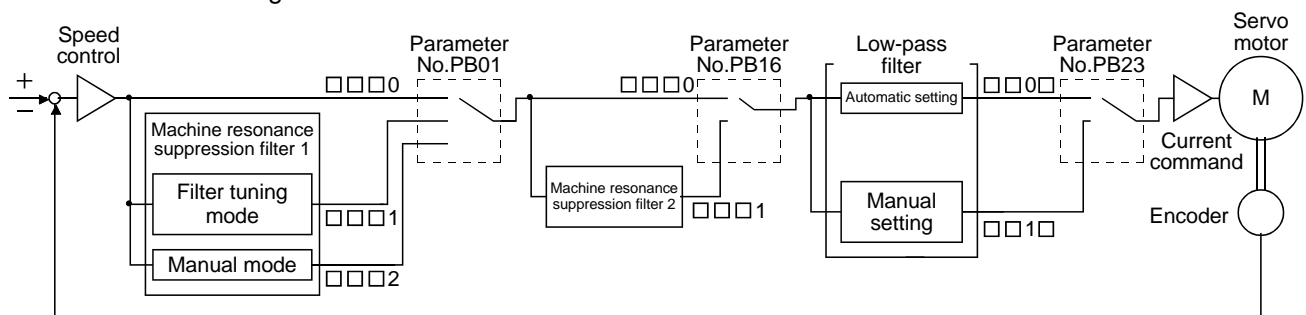 Speed
control
+
−
□□□0
Machine resonance
suppression filter 1
Filter tuning
mode
□□□1
Manual mode
□□□2
Parameter
No.PB01
□□□0
Machine resonance
suppression filter 2
□□□1
Parameter
No.PB16
Low-pass
filter
Automatic setting
□□0□
Manual
setting
□□1□
Parameter
No.PB23
Current
command
Servo
motor
M
Encoder